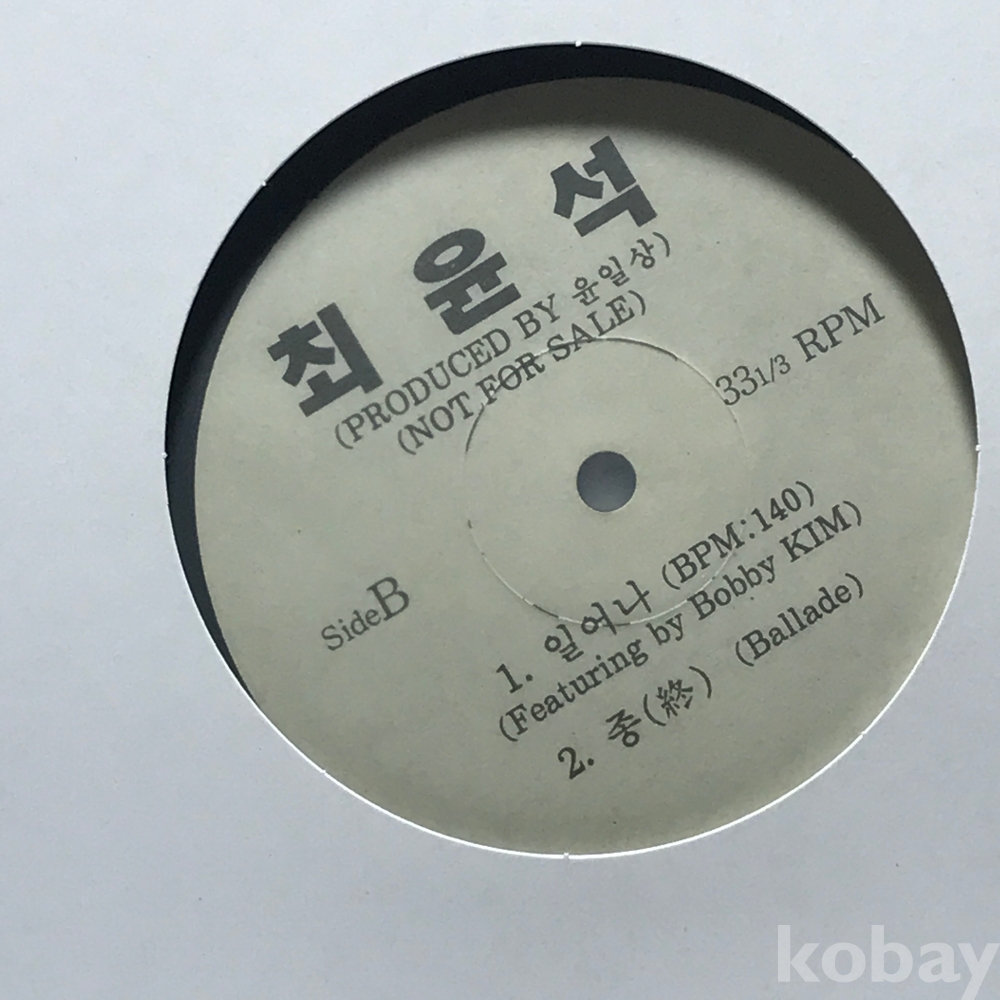 최윤석
(PRODUCED BY 윤일상)
(NOT FOR SALE)
33 1/3 RPM
SideB
1. 일어나 (BPM:140)
(Featuring by Bobby KIM)
2. 종(終) (Ballade)
kobay